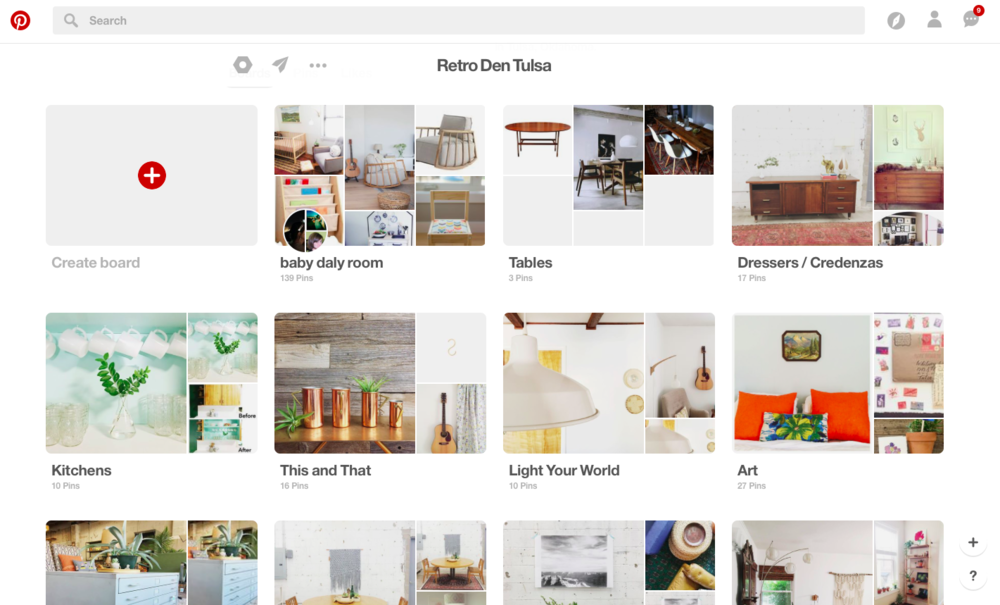 Search
9
Retro Den Tulsa
Create board
baby daly room
139 Pins
Tables
3 Pins
Dressers / Credenzas
17 Pins
Before
After
Kitchens
10 Pins
This and That
16 Pins
Light Your World
10 Pins
Art
27 Pins
?